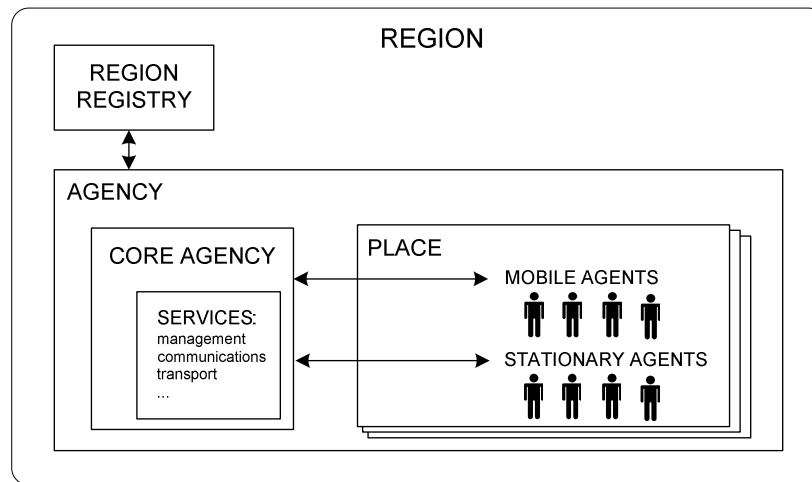 REGION
REGION
REGISTRY
AGENCY
CORE AGENCY
SERVICES:
management
communications
transport
...
PLACE
MOBILE AGENTS
STATIONARY AGENTS